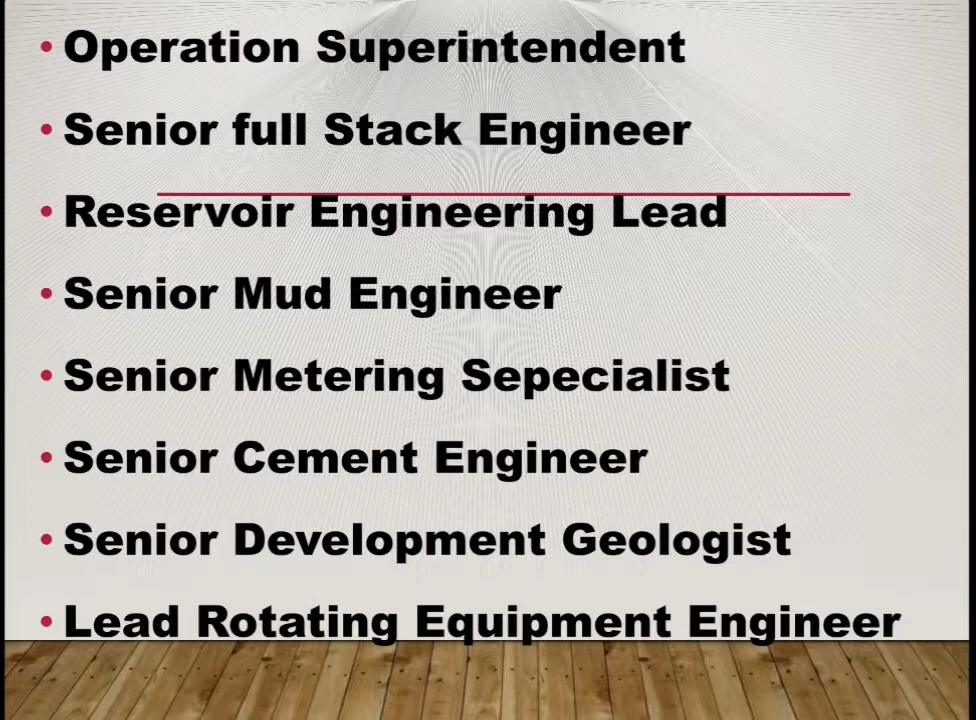 • Operation Superintendent
• Senior full Stack Engineer
• Reservoir Engineering Lead
• Senior Mud Engineer
• Senior Metering Sepecialist
• Senior Cement Engineer
• Senior Development Geologist
• Lead Rotating Equipment Engineer